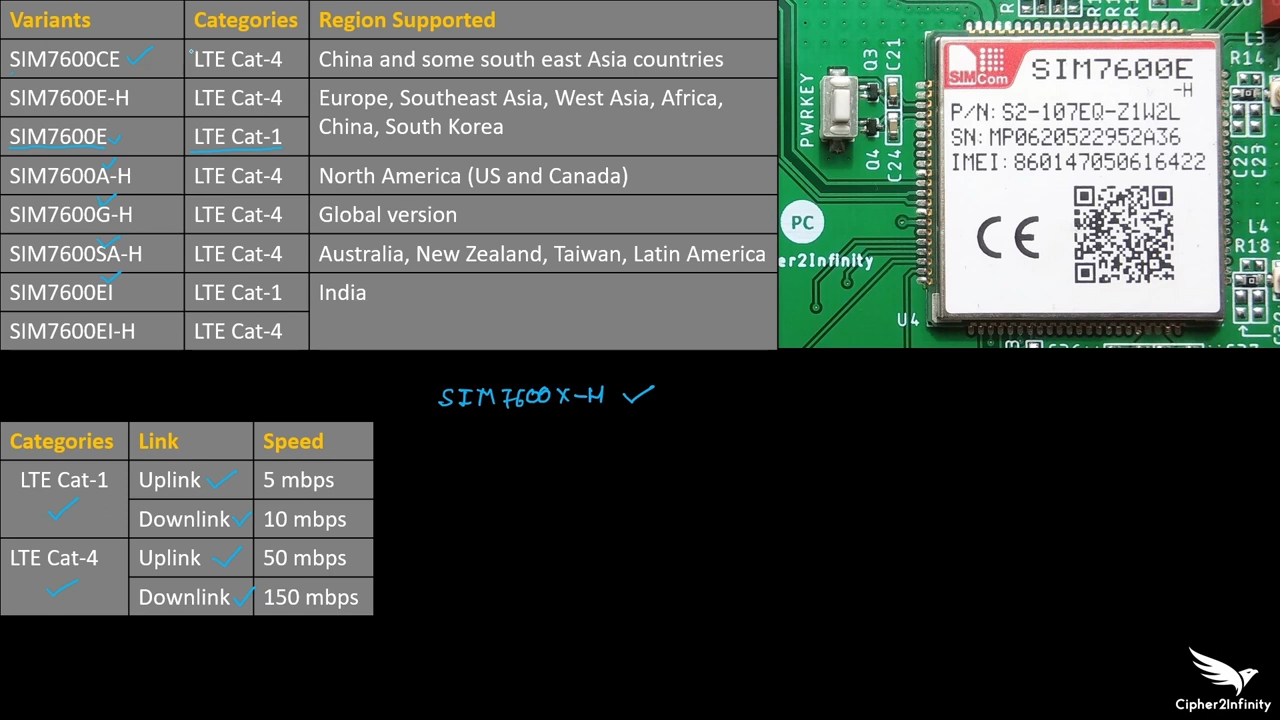 Variants Categories Region Supported
SIM7600CE LTE Cat-4 China and some south east Asia countries
SIM7600E-H LTE Cat-4 Europe, Southeast Asia, West Asia, Africa,
China, South Korea
SIM7600E LTE Cat-1
SIM7600A-H LTE Cat-4 North America (US and Canada)
SIM7600G-H LTE Cat-4 Global version
SIM7600SA-H LTE Cat-4 Australia, New Zealand, Taiwan, Latin America
SIM7600EI LTE Cat-1 India
SIM7600EI-H LTE Cat-4
PWRKEY
Q3
C21
Q4
C24
SIMCom
SIM7600E
-H
P/N: S2-107EQ-Z1W2L
SN: MP0620522952A36
IMEI: 860147050616422
CE
PC
er2Infinity
U4
L3
R14
C22
C23
L4
R18
SIM7600X-H
Categories Link Speed
LTE Cat-1 Uplink 5 mbps
Downlink 10 mbps
LTE Cat-4 Uplink 50 mbps
Downlink 150 mbps
Cipher2Infinity